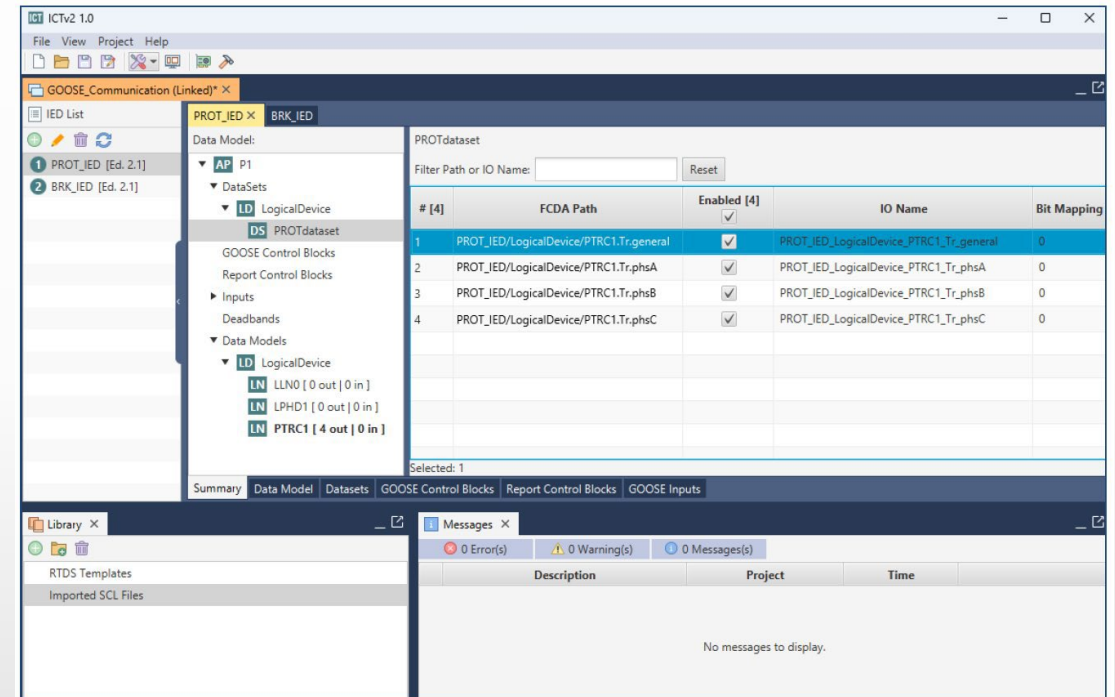 ICT ICTv2 1.0
File View Project Help
GOOSE_Communication (Linked)*
IED List
1 PROT_IED [Ed. 2.1]
2 BRK_IED [Ed. 2.1]
PROT_IED BRK_IED
Data Model:
AP P1
DataSets
LD LogicalDevice
DS PROTdataset
GOOSE Control Blocks
Report Control Blocks
Inputs
Deadbands
Data Models
LD LogicalDevice
LN LLN0 [ 0 out | 0 in ]
LN LPHD1 [ 0 out | 0 in ]
LN PTRC1 [ 4 out | 0 in ]
PROTdataset
Filter Path or IO Name: Reset
# [4] FCDA Path Enabled [4] IO Name Bit Mapping
1 PROT_IED/LogicalDevice/PTRC1.Tr.general PROT_IED_LogicalDevice_PTRC1_Tr_general 0
2 PROT_IED/LogicalDevice/PTRC1.Tr.phsA PROT_IED_LogicalDevice_PTRC1_Tr_phsA 0
3 PROT_IED/LogicalDevice/PTRC1.Tr.phsB PROT_IED_LogicalDevice_PTRC1_Tr_phsB 0
4 PROT_IED/LogicalDevice/PTRC1.Tr.phsC PROT_IED_LogicalDevice_PTRC1_Tr_phsC 0
Selected: 1
Summary Data Model Datasets GOOSE Control Blocks Report Control Blocks GOOSE Inputs
Library
RTDS Templates
Imported SCL Files
Messages
0 Error(s) 0 Warning(s) 0 Messages(s)
Description Project Time
No messages to display.